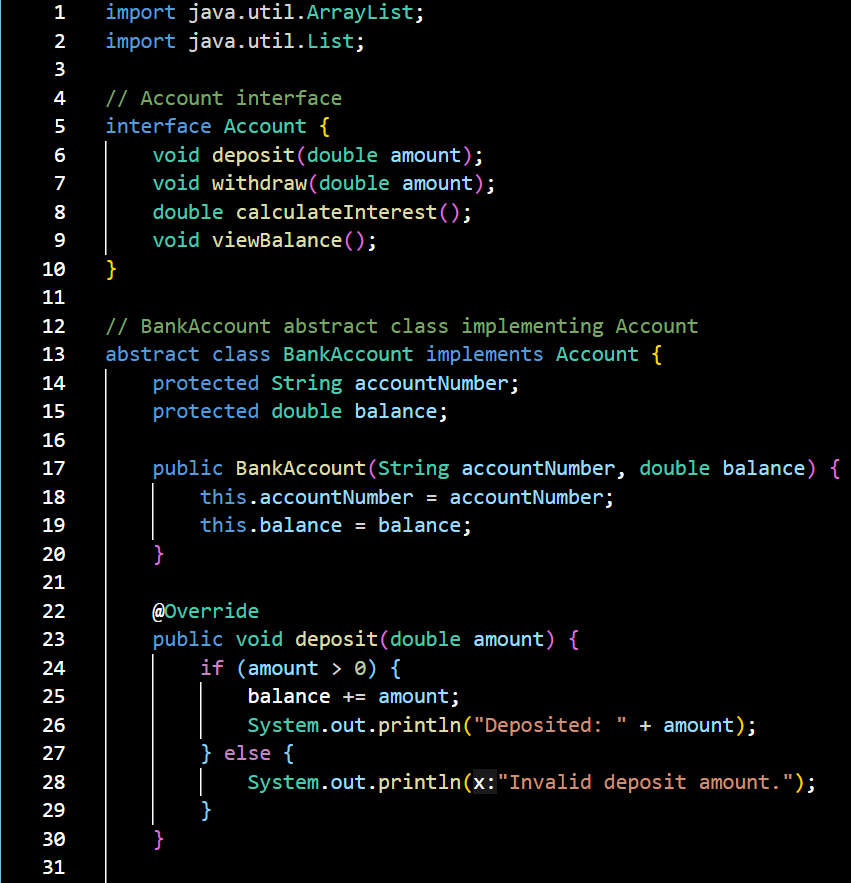 1 import java.util.ArrayList;
2 import java.util.List;
3
4 // Account interface
5 interface Account {
6     void deposit(double amount);
7     void withdraw(double amount);
8     double calculateInterest();
9     void viewBalance();
10 }
11
12 // BankAccount abstract class implementing Account
13 abstract class BankAccount implements Account {
14     protected String accountNumber;
15     protected double balance;
16
17     public BankAccount(String accountNumber, double balance) {
18         this.accountNumber = accountNumber;
19         this.balance = balance;
20     }
21
22     @Override
23     public void deposit(double amount) {
24         if (amount > 0) {
25             balance += amount;
26             System.out.println("Deposited: " + amount);
27         } else {
28             System.out.println(x:"Invalid deposit amount.");
29         }
30     }
31